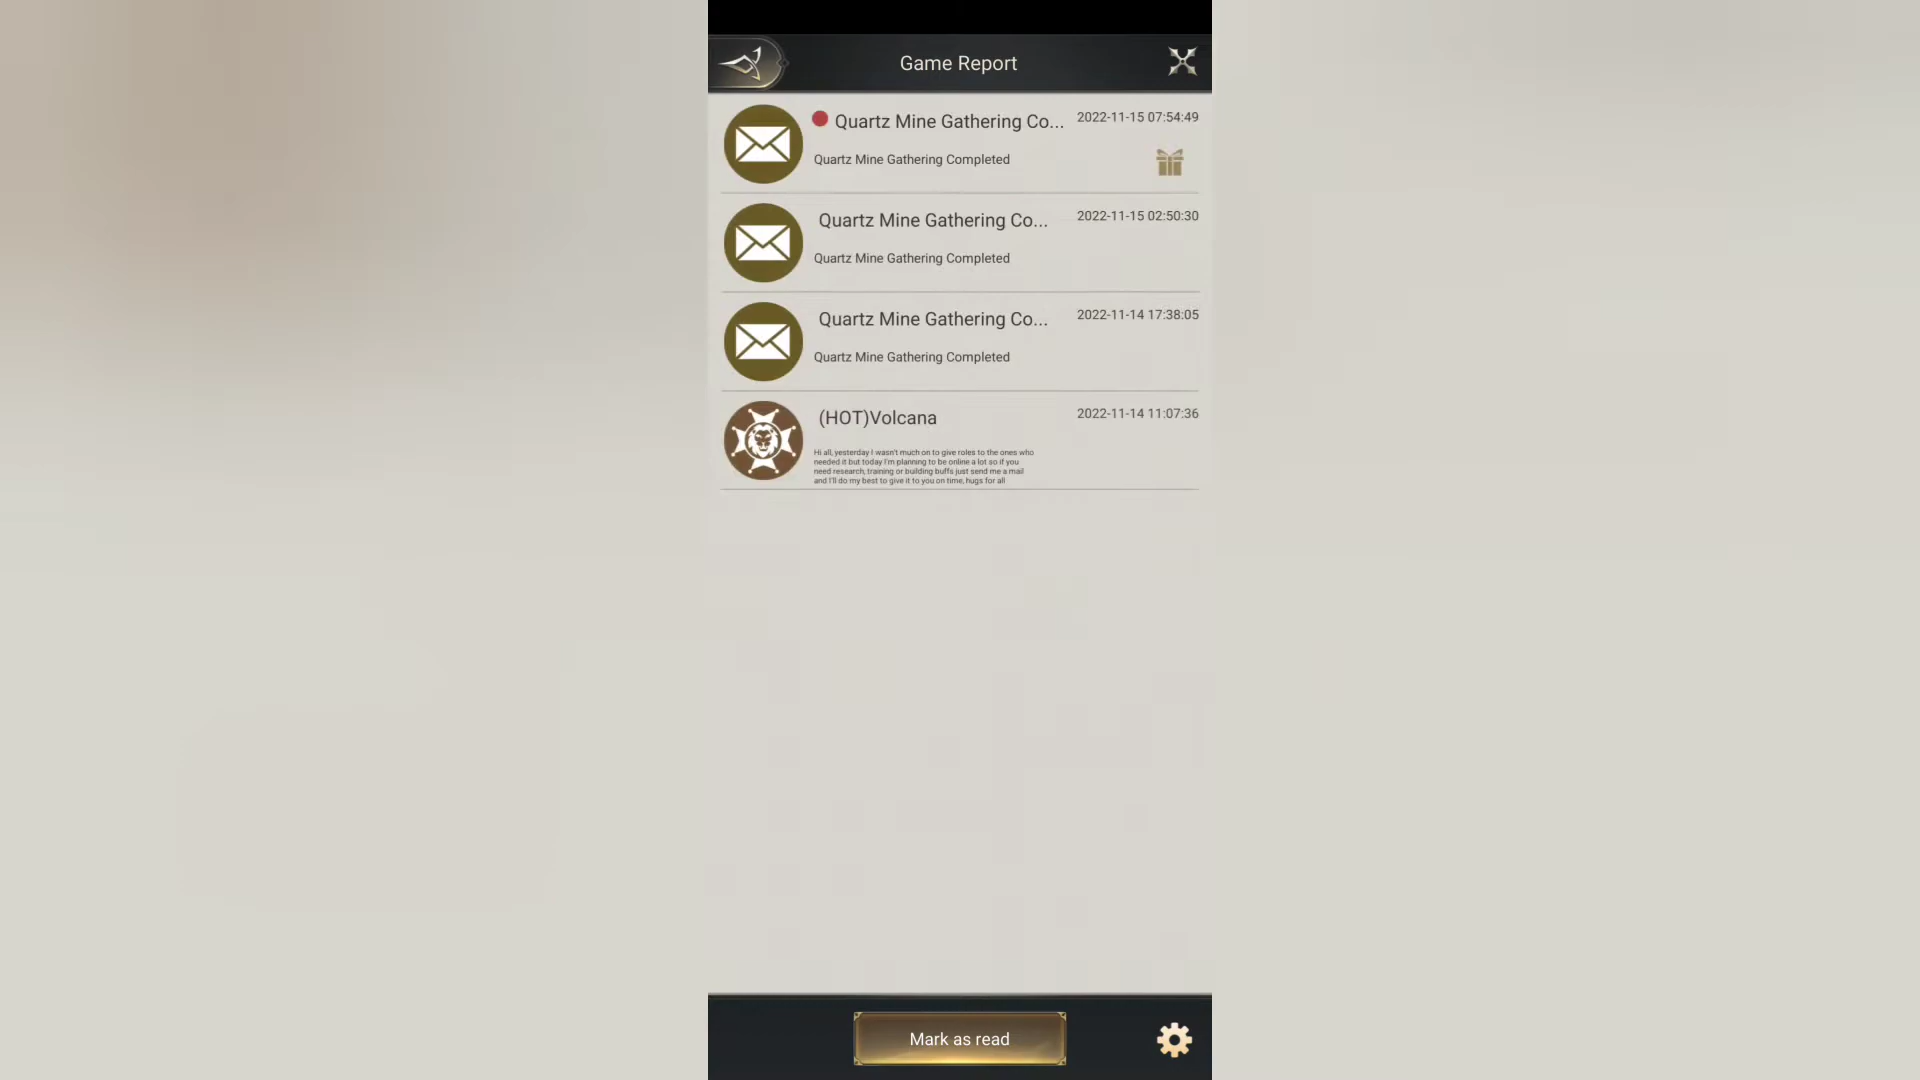 Game Report
Quartz Mine Gathering Co... 2022-11-15 07:54:49
Quartz Mine Gathering Completed
Quartz Mine Gathering Co... 2022-11-15 02:50:30
Quartz Mine Gathering Completed
Quartz Mine Gathering Co... 2022-11-14 17:38:05
Quartz Mine Gathering Completed
(HOT)Volcana 2022-11-14 11:07:36
Hi all, yesterday I wasn't much on to give roles to the ones who
needed it but today I'm planning to be online a lot so if you
need research, training or building buffs just send me a mail
and I'll do my best to give it to you on time, hugs for all
Mark as read